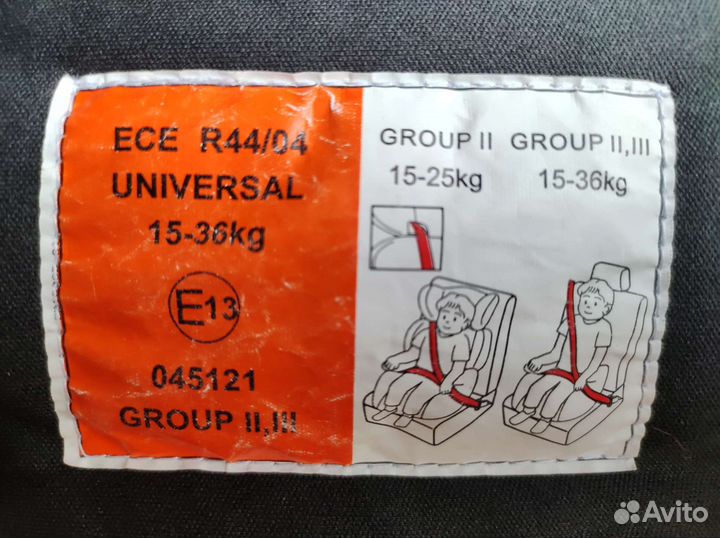 ECE R44/04
UNIVERSAL
15-36kg
E13
045121
GROUP II,III
GROUP II
15-25kg
GROUP II,III
15-36kg
Avito